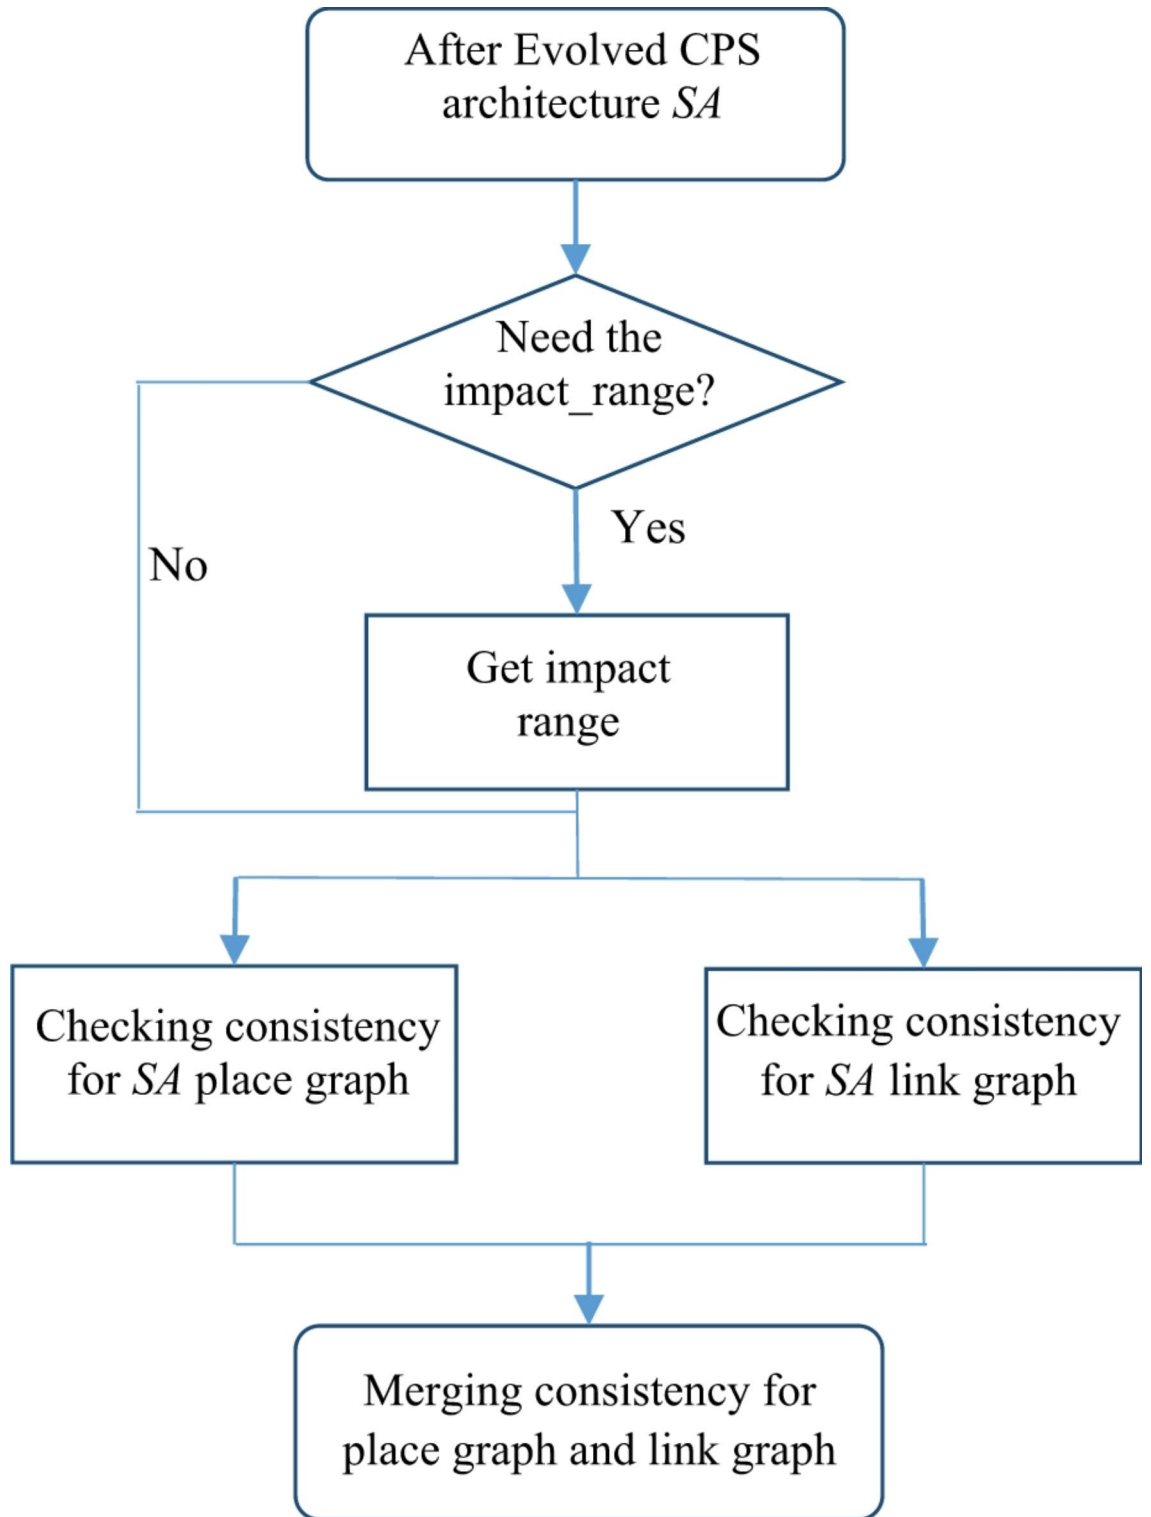 After Evolved CPS
architecture SA
Need the
impact_range?
Yes
No
Get impact
range
Checking consistency
for SA place graph
Checking consistency
for SA link graph
Merging consistency for
place graph and link graph